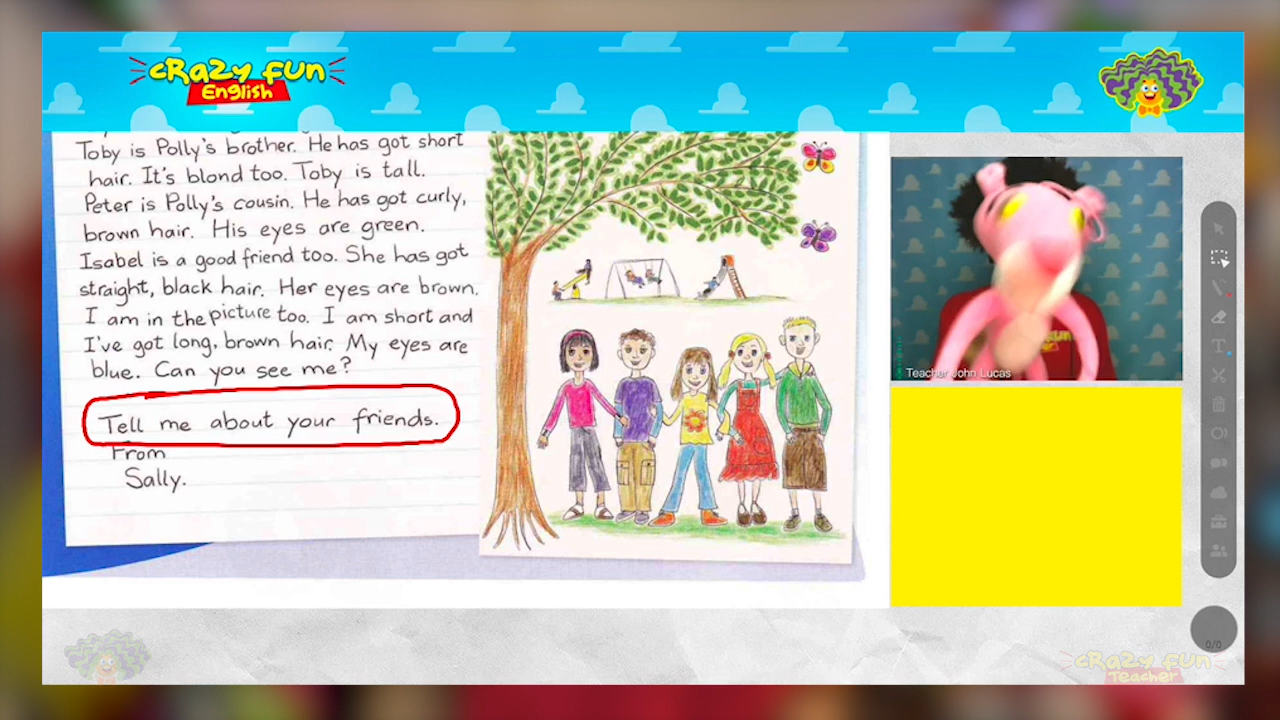 CRAZY FUN
English
Toby is Polly's brother. He has got short
hair. It's blond too. Toby is tall.
Peter is Polly's cousin. He has got curly,
brown hair. His eyes are green.
Isabel is a good friend too. She has got
straight, black hair. Her eyes are brown.
I am in the picture too. I am short and
I've got long, brown hair. My eyes are
blue. Can you see me?
Tell me about your friends.
From
Sally.
Teacher John Lucas
0/0
CRAZY FUN
Teacher